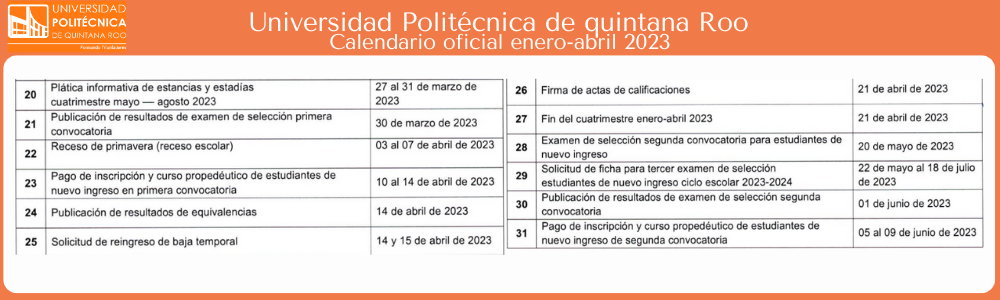 UNIVERSIDAD
POLITÉCNICA
DE QUINTANA ROO
Formando Triunfadores
Universidad Politécnica de quintana Roo
Calendario oficial enero-abril 2023
20 Plática informativa de estancias y estadías
cuatrimestre mayo — agosto 2023
27 al 31 de marzo de
2023
21 Publicación de resultados de examen de selección primera
convocatoria
30 de marzo de 2023
22 Receso de primavera (receso escolar) 03 al 07 de abril de 2023
23 Pago de inscripción y curso propedéutico de estudiantes de
nuevo ingreso en primera convocatoria
10 al 14 de abril de 2023
24 Publicación de resultados de equivalencias 14 de abril de 2023
25 Solicitud de reingreso de baja temporal 14 y 15 de abril de 2023
26 Firma de actas de calificaciones 21 de abril de 2023
27 Fin del cuatrimestre enero-abril 2023 21 de abril de 2023
28 Examen de selección segunda convocatoria para estudiantes de
nuevo ingreso
20 de mayo de 2023
29 Solicitud de ficha para tercer examen de selección
estudiantes de nuevo ingreso ciclo escolar 2023-2024
22 de mayo al 18 de julio
de 2023
30 Publicación de resultados de examen de selección segunda
convocatoria
01 de junio de 2023
31 Pago de inscripción y curso propedéutico de estudiantes de
nuevo ingreso de segunda convocatoria
05 al 09 de junio de 2023